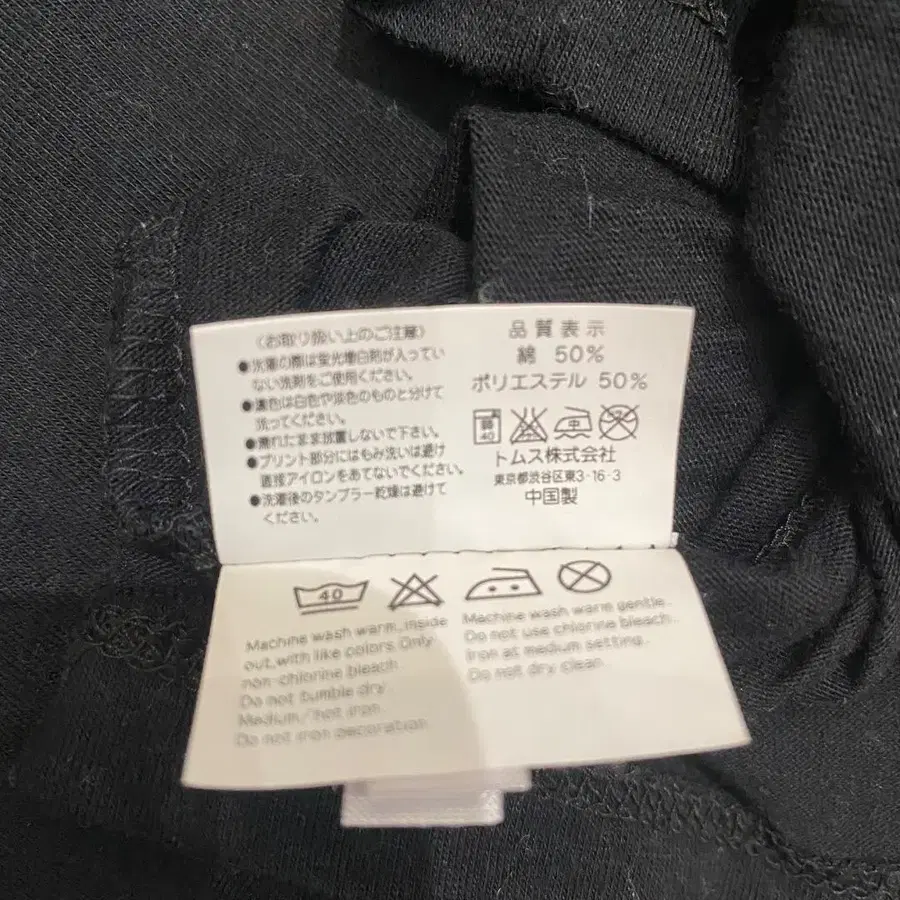 〈お取り扱い上のご注意〉
●洗濯の際は蛍光増白剤が入ってい
ない洗剤をご使用ください。
●濃色は白色や淡色のものと分けて
洗ってください。
●濡れたまま放置しないで下さい。
●プリント部分にはもみ洗いは避け
直接アイロンをあてないでください。
●洗濯後のタンブラー乾燥は避けて
ください。
品質表示
綿 50%
ポリエステル 50%
40
中
トムス株式会社
東京都渋谷区東3-16-3
中国製
40
Machine wash warm, inside
out, with like colors. Only
non-chlorine bleach.
Do not tumble dry.
Medium/hot iron.
Do not iron decoration.
Machine wash warm gentle.
Do not use chlorine bleach.
Iron at medium setting.
Do not dry clean.